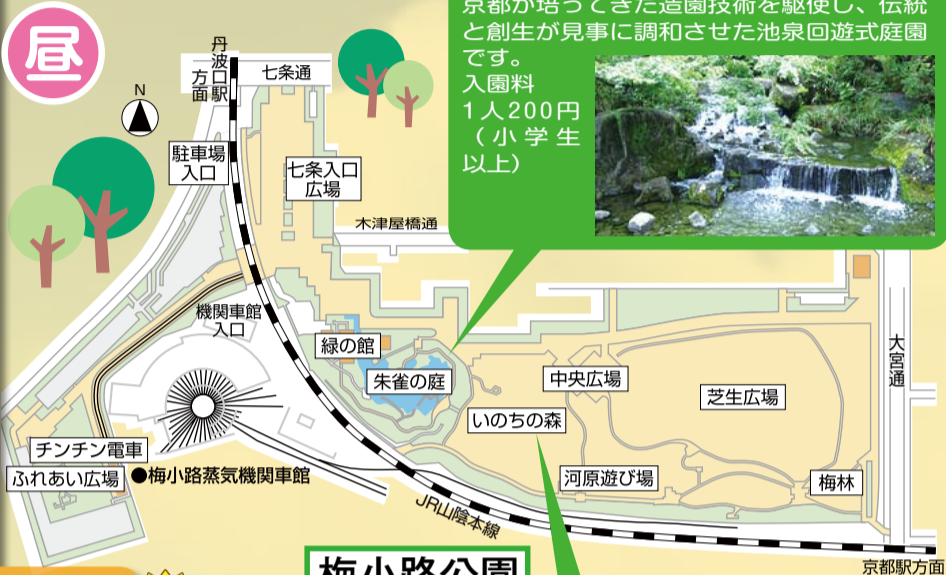 京都が培ってきた造園技術を駆使し、伝統
と創生が見事に調和させた池泉回遊式庭園
です。
入園料
1人200円
（小学生
以上）
昼
N
丹波口駅
方面
七条通
駐車場
入口
七条入口
広場
木津屋橋通
機関車館
入口
緑の館
朱雀の庭
中央広場
芝生広場
大宮通
いのちの森
チンチン電車
ふれあい広場
●梅小路蒸気機関車館
河原遊び場
梅林
JR山陰本線
京都駅方面
梅小路公園